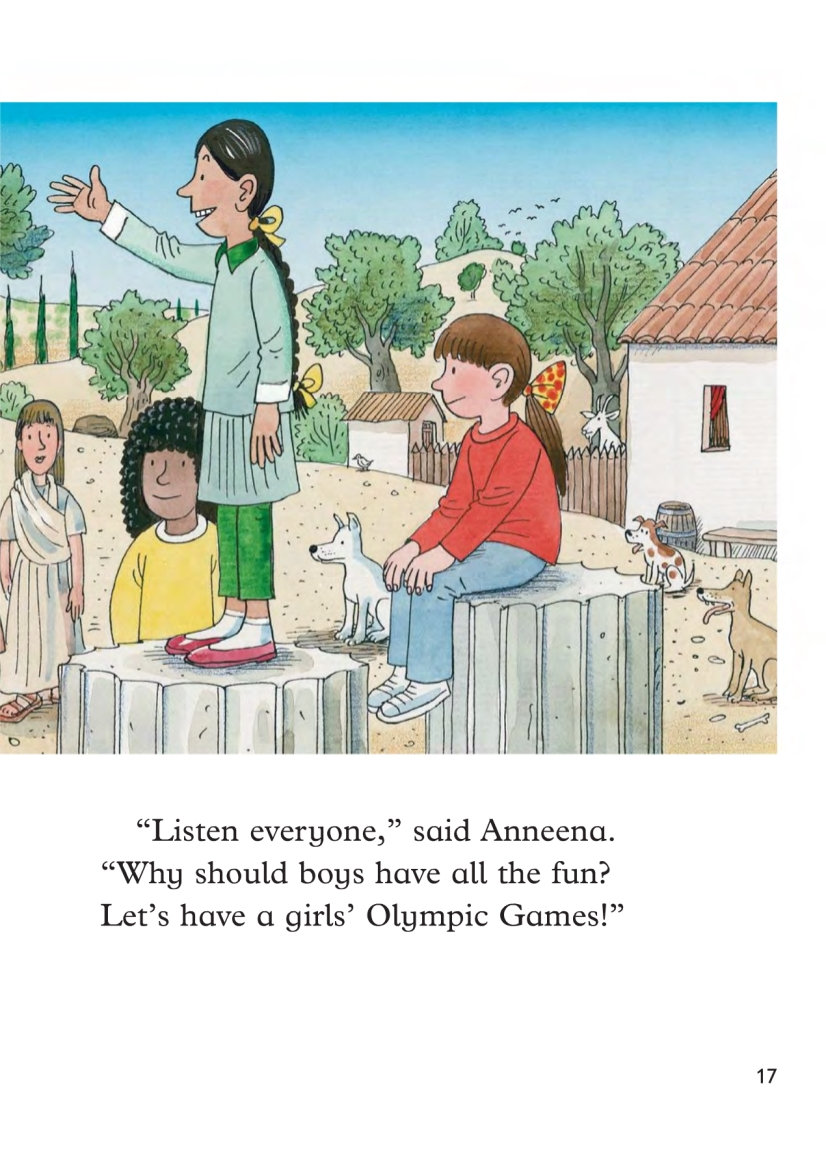 “Listen everyone,” said Anneena.
“Why should boys have all the fun?
Let’s have a girls’ Olympic Games!”
17